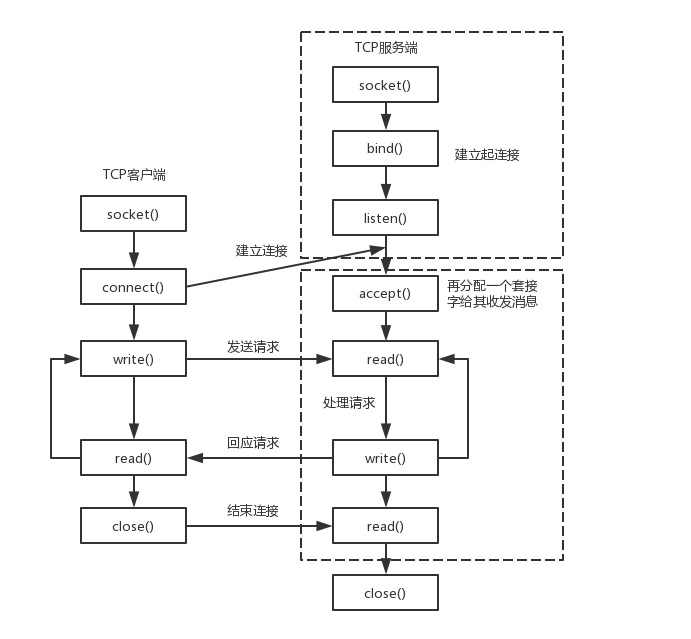 TCP服务端
socket()
bind()
建立起连接
TCP客户端
socket()
listen()
建立连接
connect()
accept()
再分配一个套接
字给其收发消息
发送请求
write()
read()
处理请求
回应请求
read()
write()
结束连接
close()
read()
close()